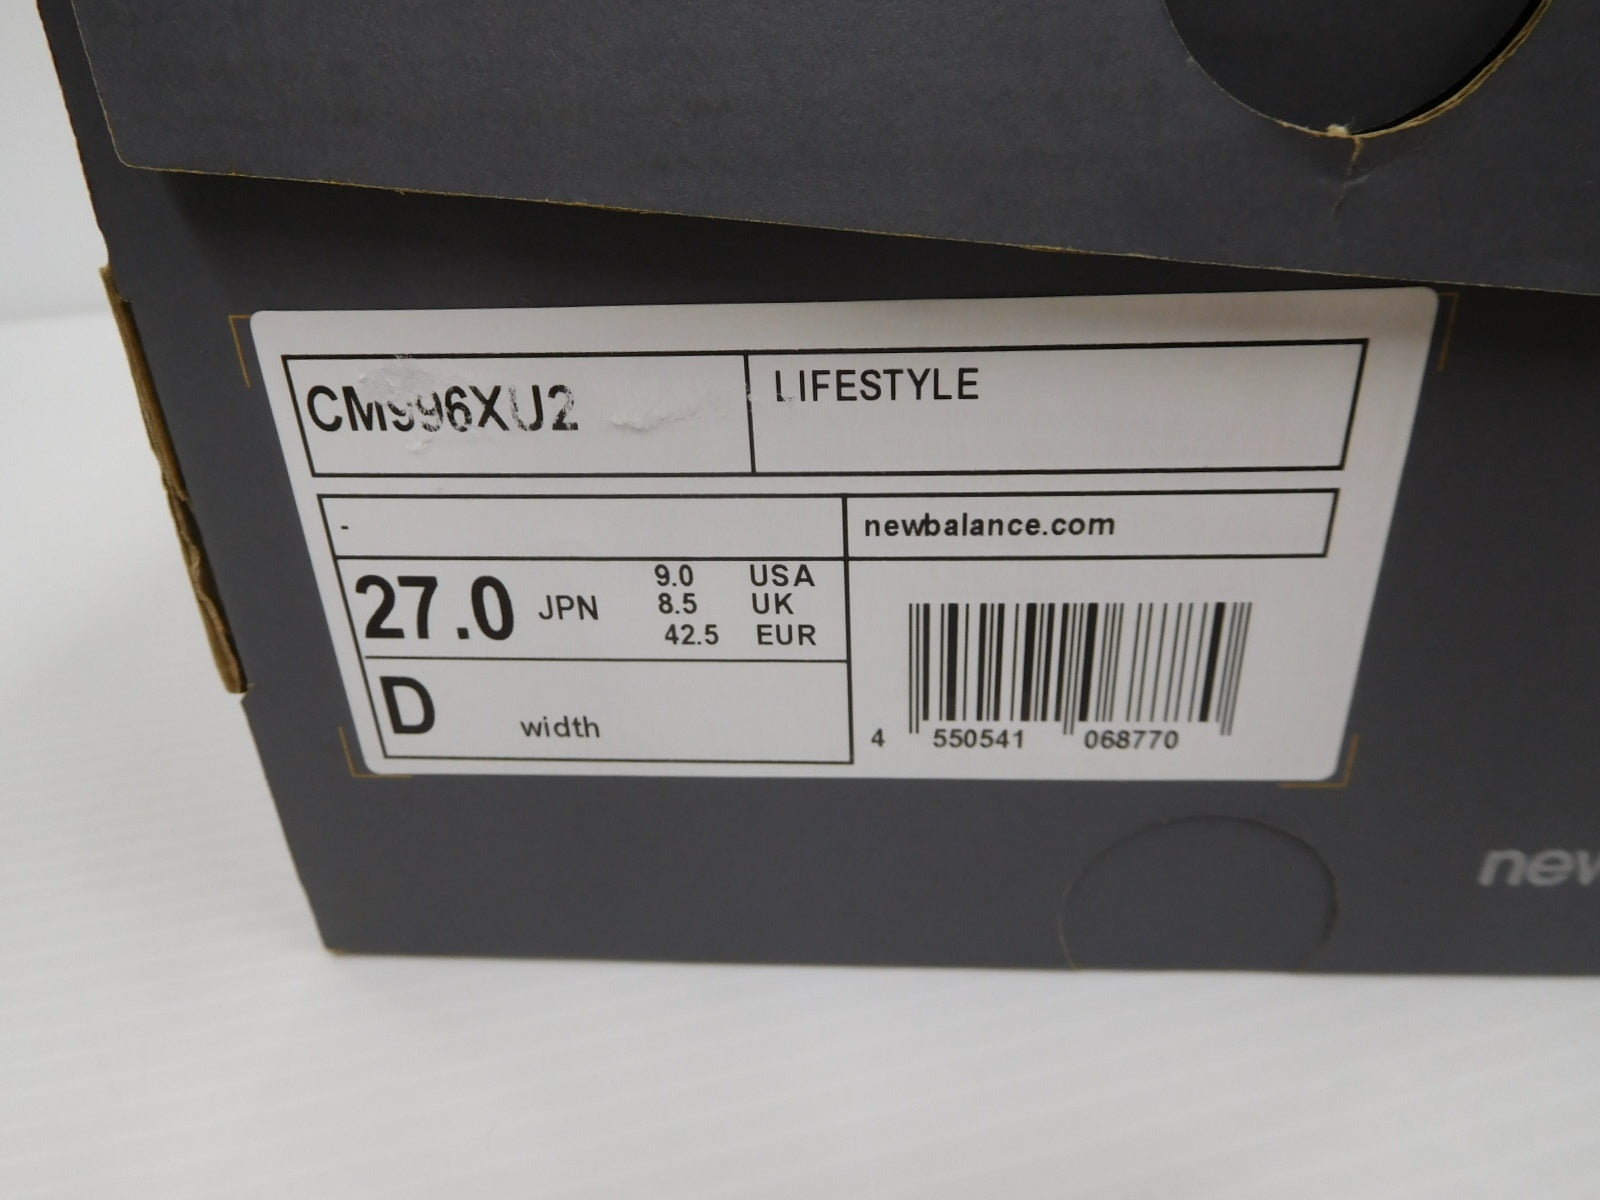 CM996XU2
LIFESTYLE
-
newbalance.com
27.0 JPN
9.0 USA
8.5 UK
42.5 EUR
D width
4 550541 068770
new